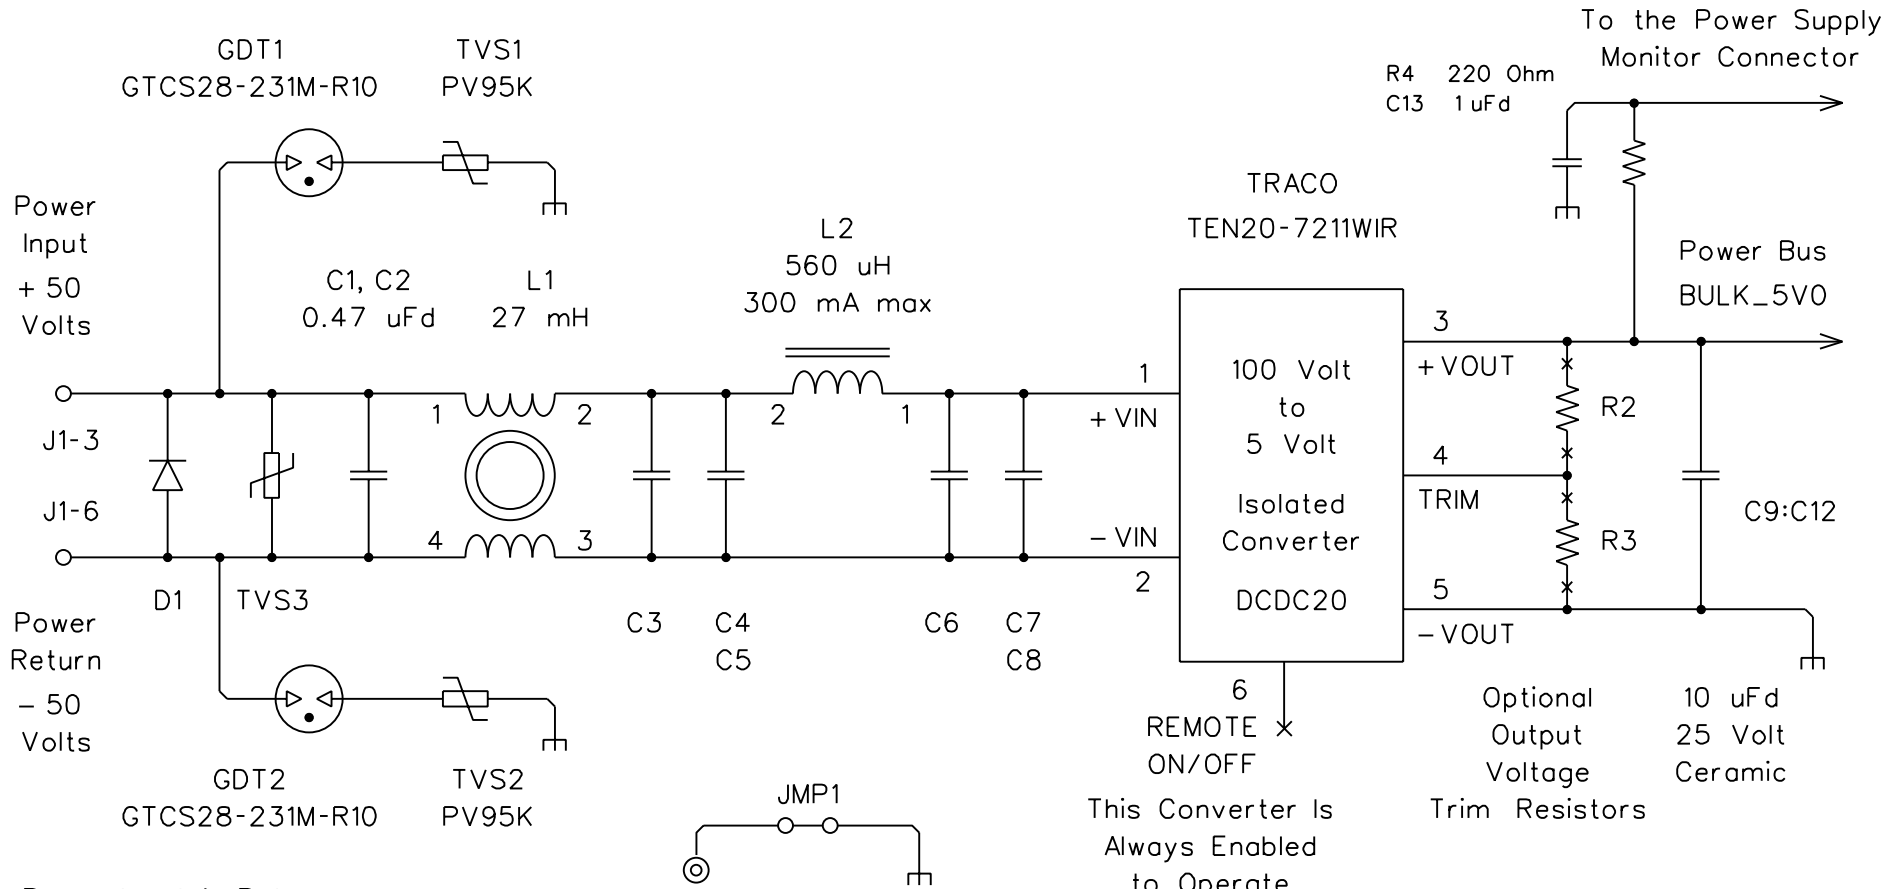 To the Power Supply
Monitor Connector
R4 220 Ohm
C13 1 uFd
GDT1
GTCS28-231M-R10
TVS1
PV95K
TRACO
TEN20-7211WIR
Power
Input
+ 50
Volts
C1, C2
0.47 uFd
L1
27 mH
L2
560 uH
300 mA max
Power Bus
BULK_5V0
3
+ VOUT
1
+ VIN
100 Volt
to
5 Volt
Isolated
Converter
DCDC20
1
2
2
1
R2
J1-3
4
TRIM
J1-6
4
3
- VIN
2
R3
C9:C12
5
- VOUT
D1
TVS3
C3
C4
C5
C6
C7
C8
Power
Return
- 50
Volts
6
REMOTE
ON/OFF
Optional
Output
Voltage
Trim Resistors
10 uFd
25 Volt
Ceramic
GDT2
GTCS28-231M-R10
TVS2
PV95K
JMP1
This Converter Is
Always Enabled
to Operate